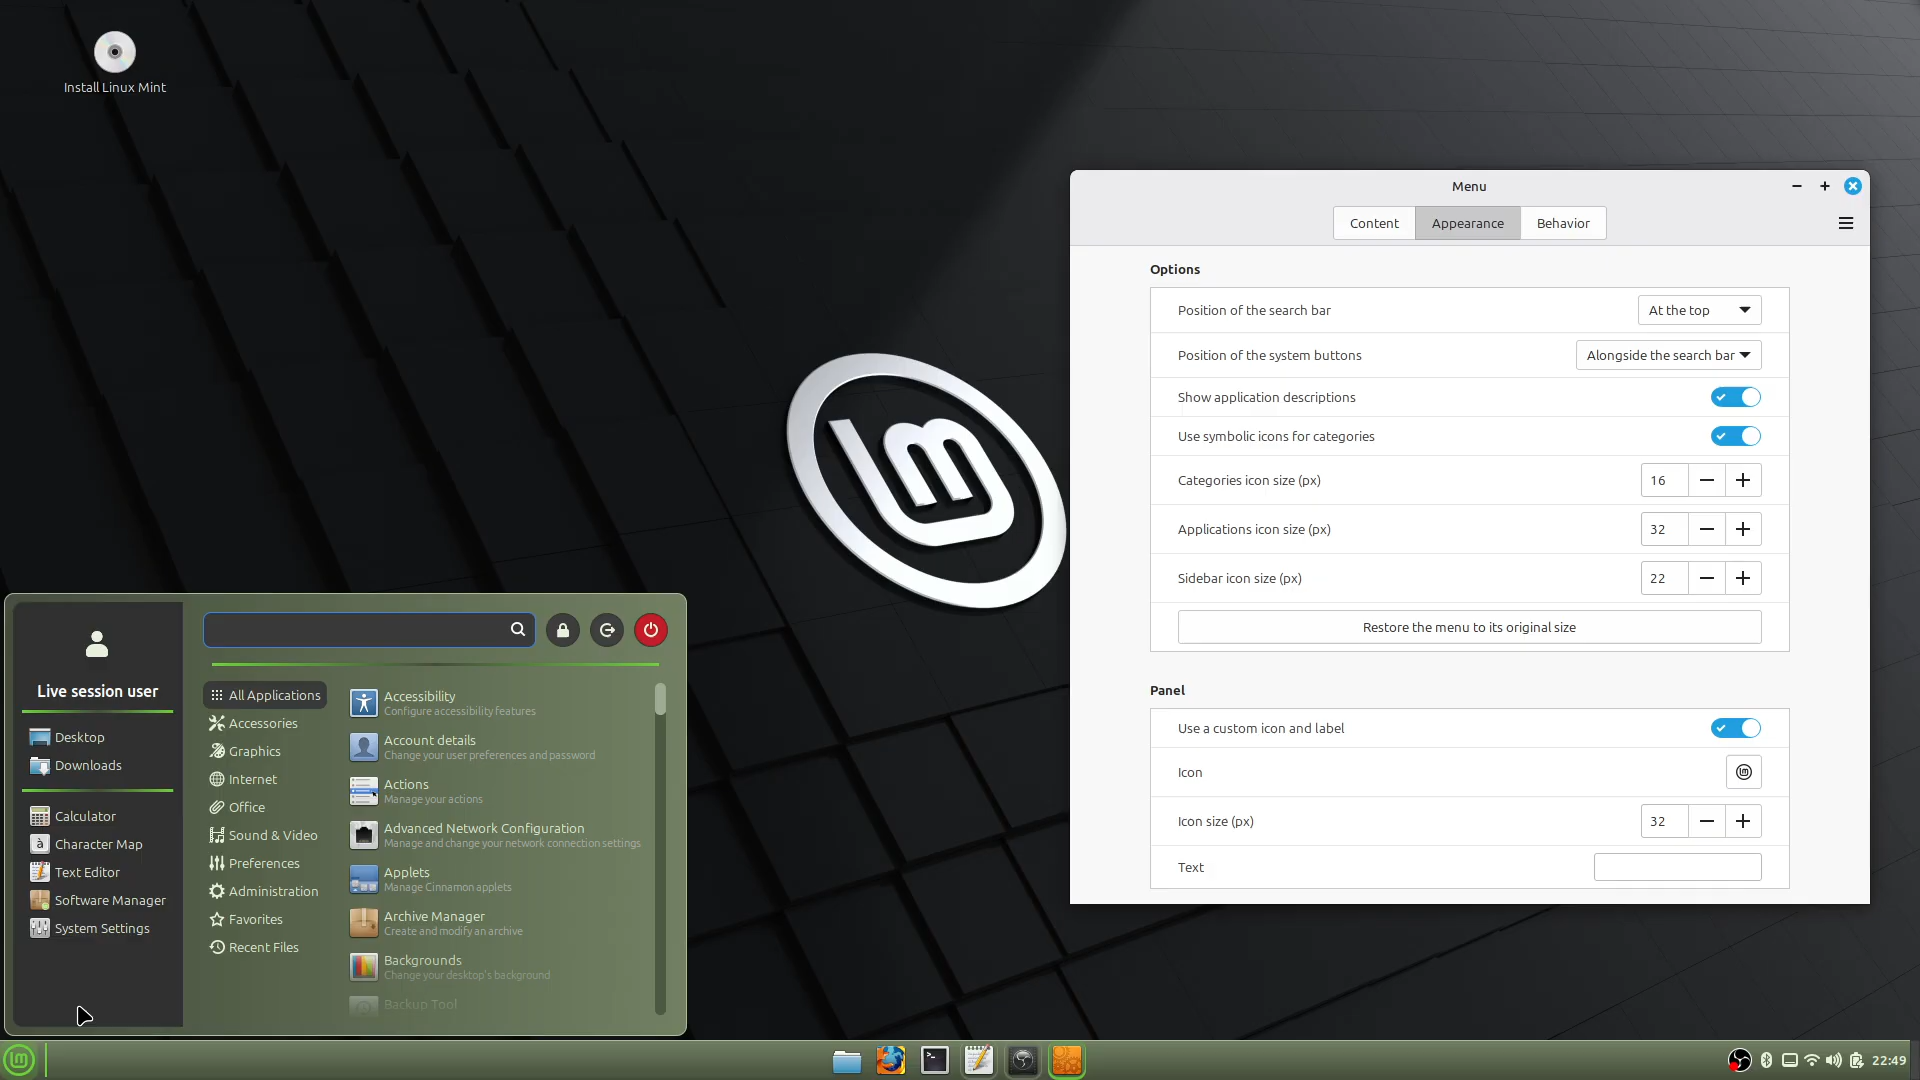 Install Linux Mint
Menu
Content
Appearance
Behavior
Options
Position of the search bar
At the top
Position of the system buttons
Alongside the search bar
Show application descriptions
Use symbolic icons for categories
Categories icon size (px)
16
Applications icon size (px)
32
Sidebar icon size (px)
22
Restore the menu to its original size
Panel
Use a custom icon and label
Icon
Icon size (px)
32
Text
Live session user
Desktop
Downloads
Calculator
Character Map
Text Editor
Software Manager
System Settings
All Applications
Accessories
Graphics
Internet
Office
Sound & Video
Preferences
Administration
Favorites
Recent Files
Accessibility
Configure accessibility features
Account details
Change your user preferences and password
Actions
Manage your actions
Advanced Network Configuration
Manage and change your network connection settings
Applets
Manage Cinnamon applets
Archive Manager
Create and modify an archive
Backgrounds
Change your desktop's background
Backup Tool
22:49